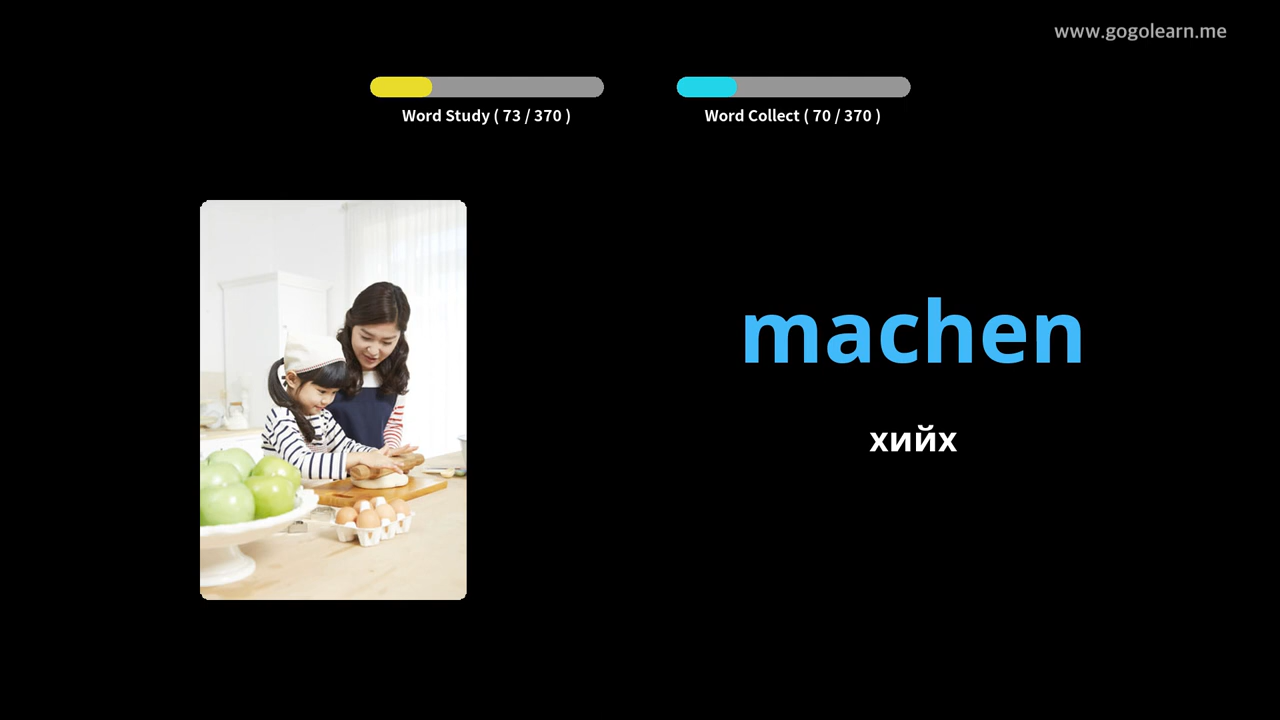 www.gogolearn.me
Word Study ( 73 / 370 )
Word Collect ( 70 / 370 )
machen
хийх